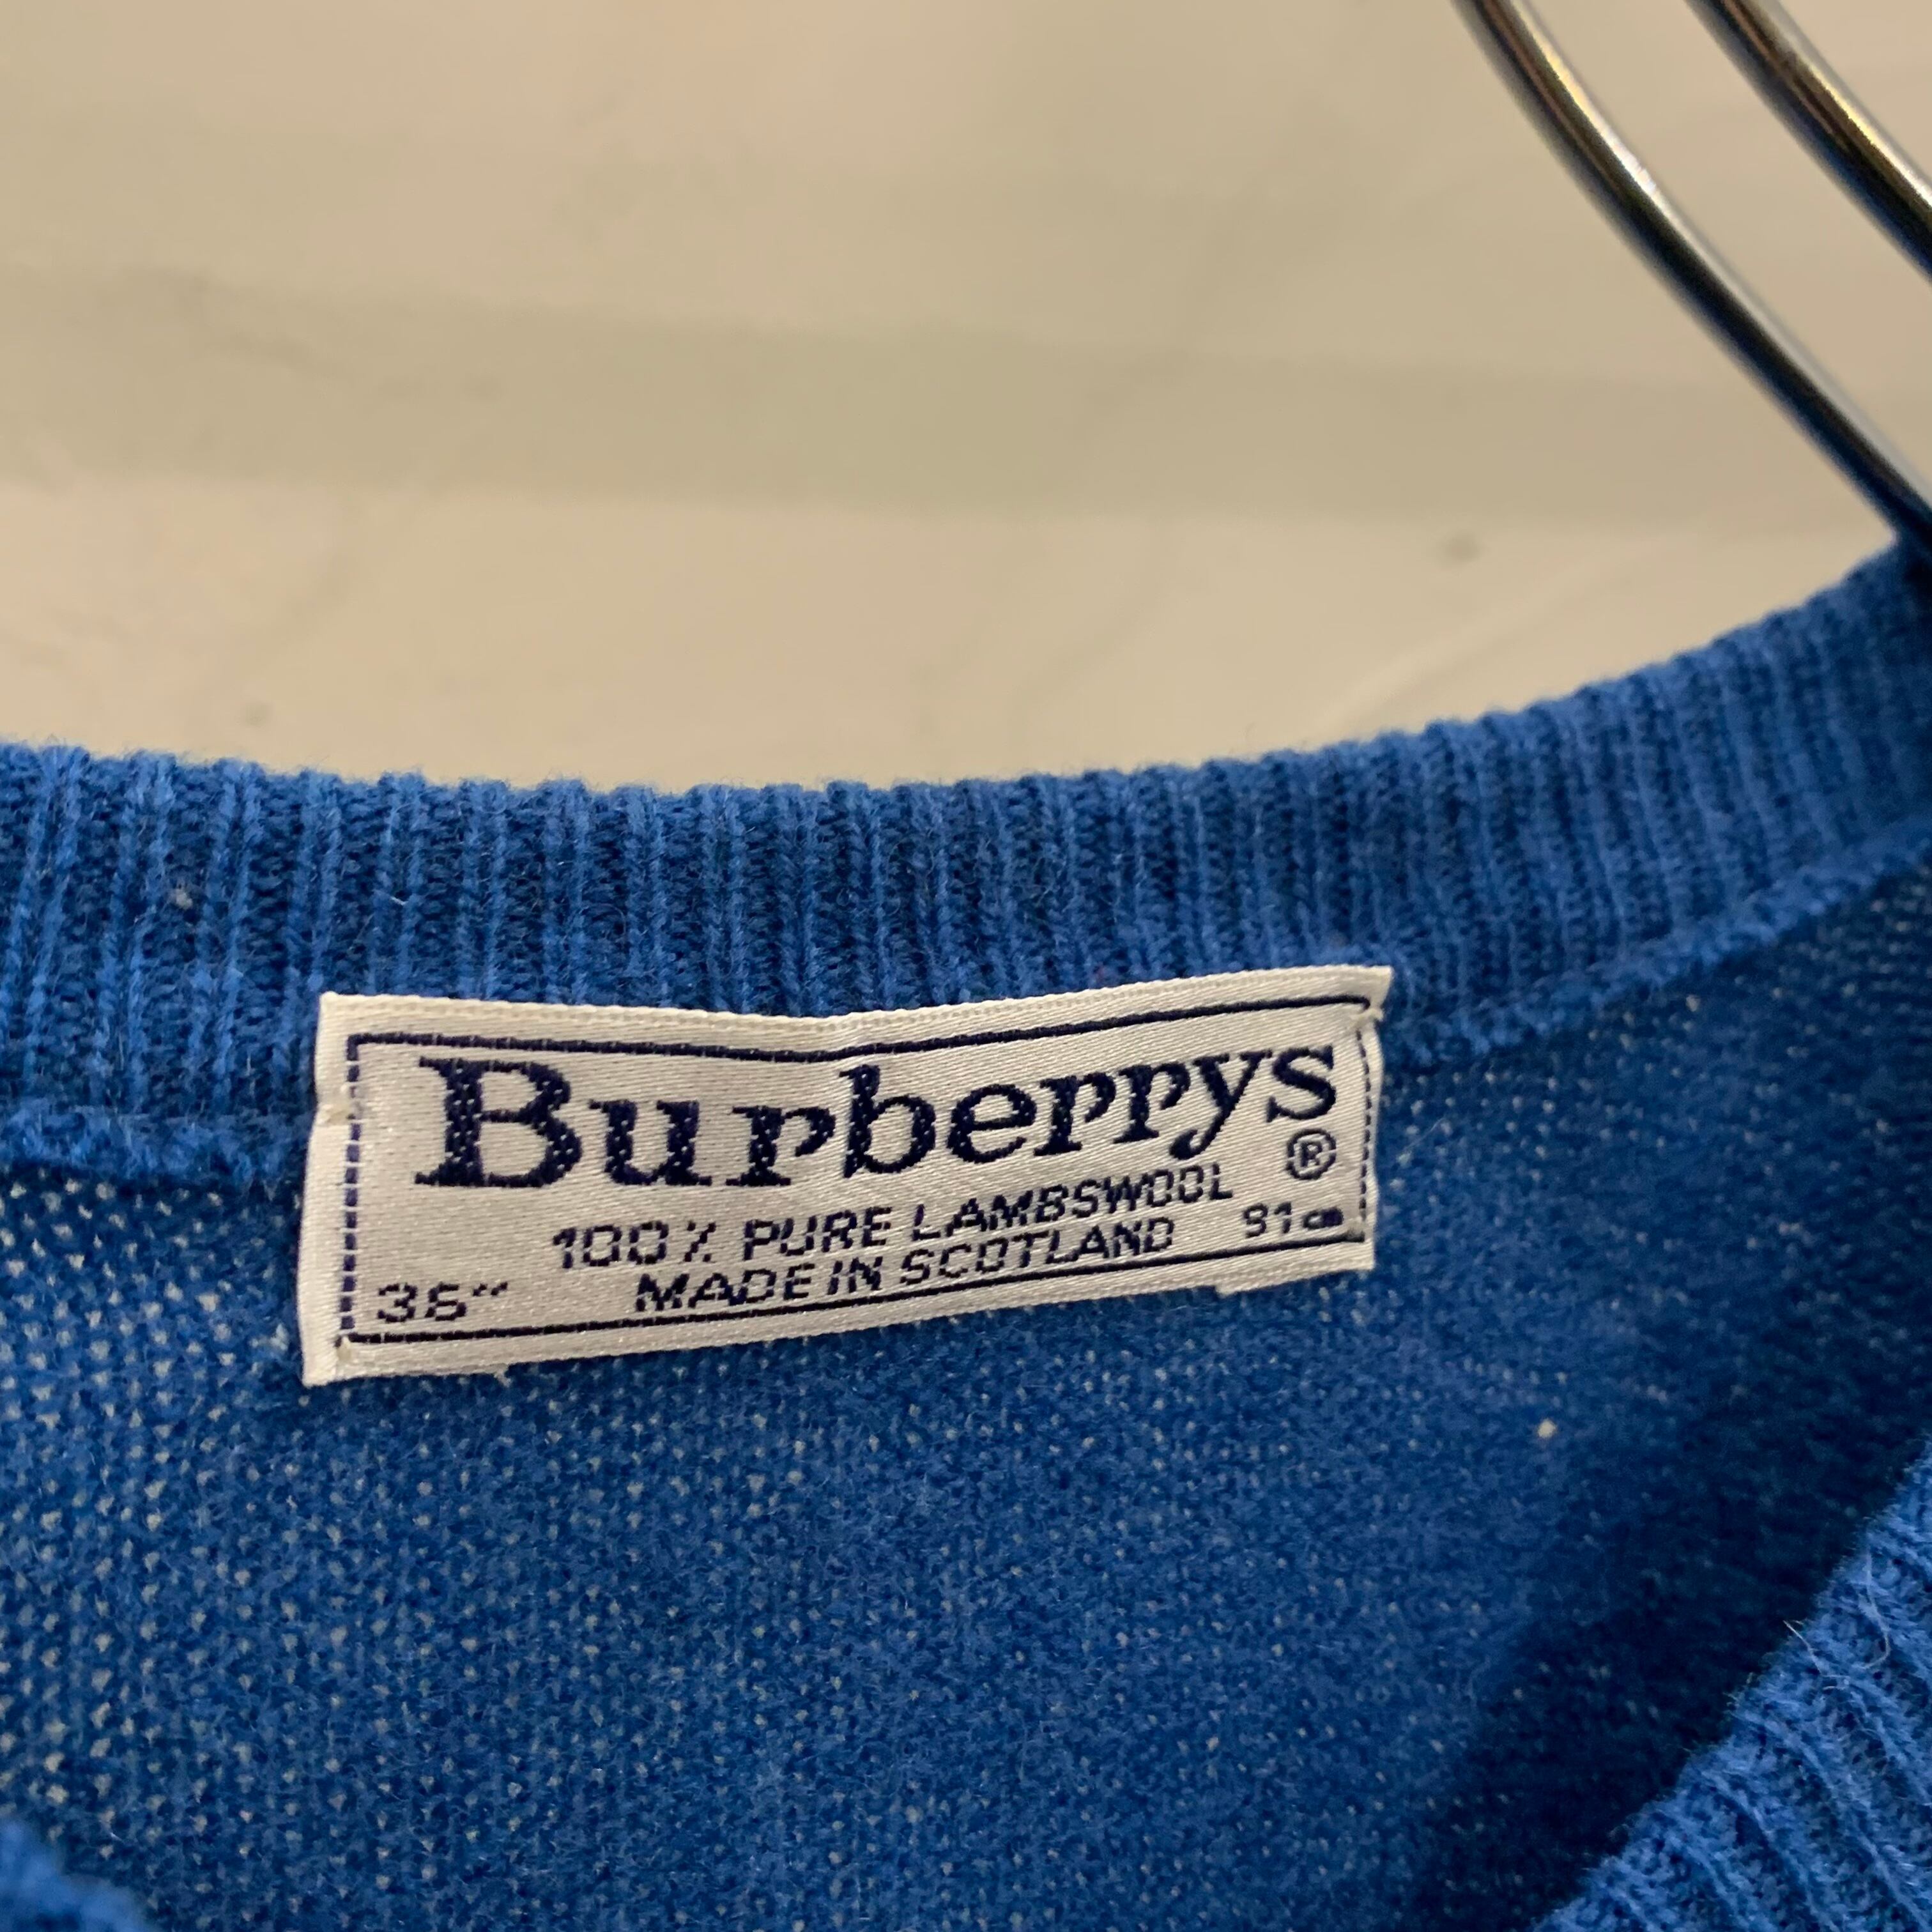 Burberrys ®
100% PURE LAMBSWOOL
36" MADE IN SCOTLAND 91cm